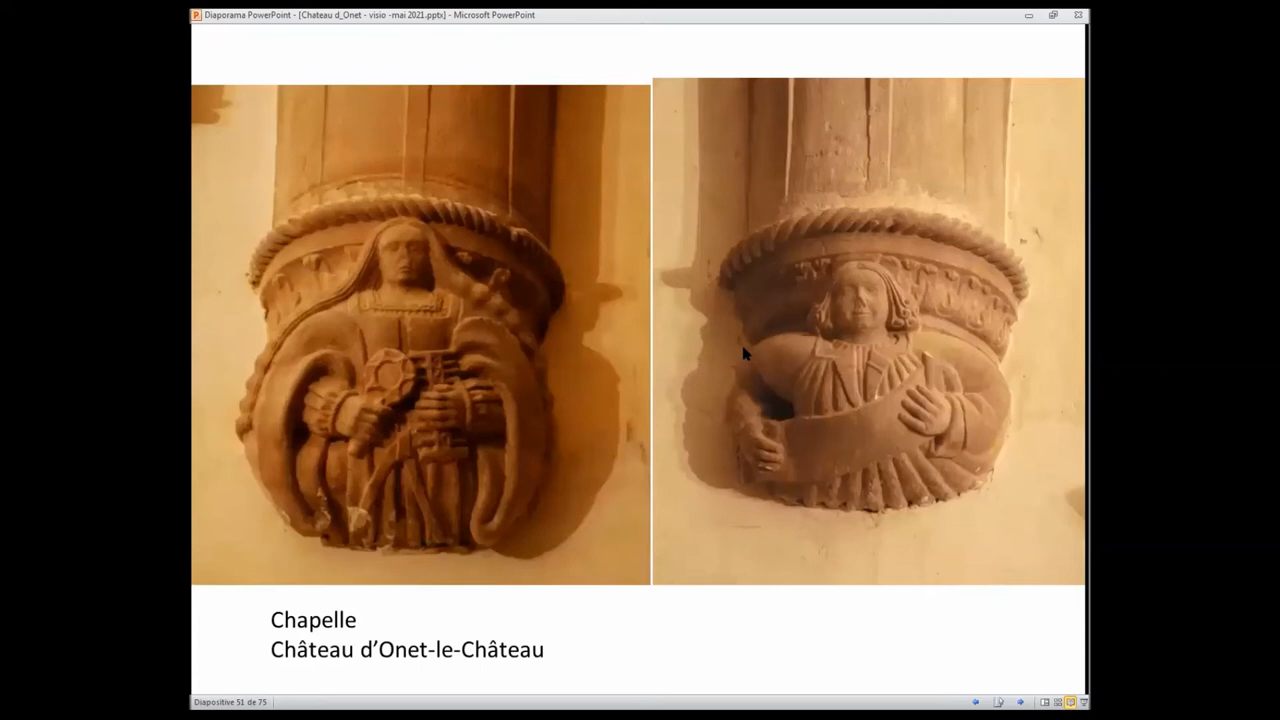 Diaporama PowerPoint - [Chateau d_Onet - visio -mai 2021.pptx] - Microsoft PowerPoint
Chapelle
Château d’Onet-le-Château
Diapositive 51 de 75